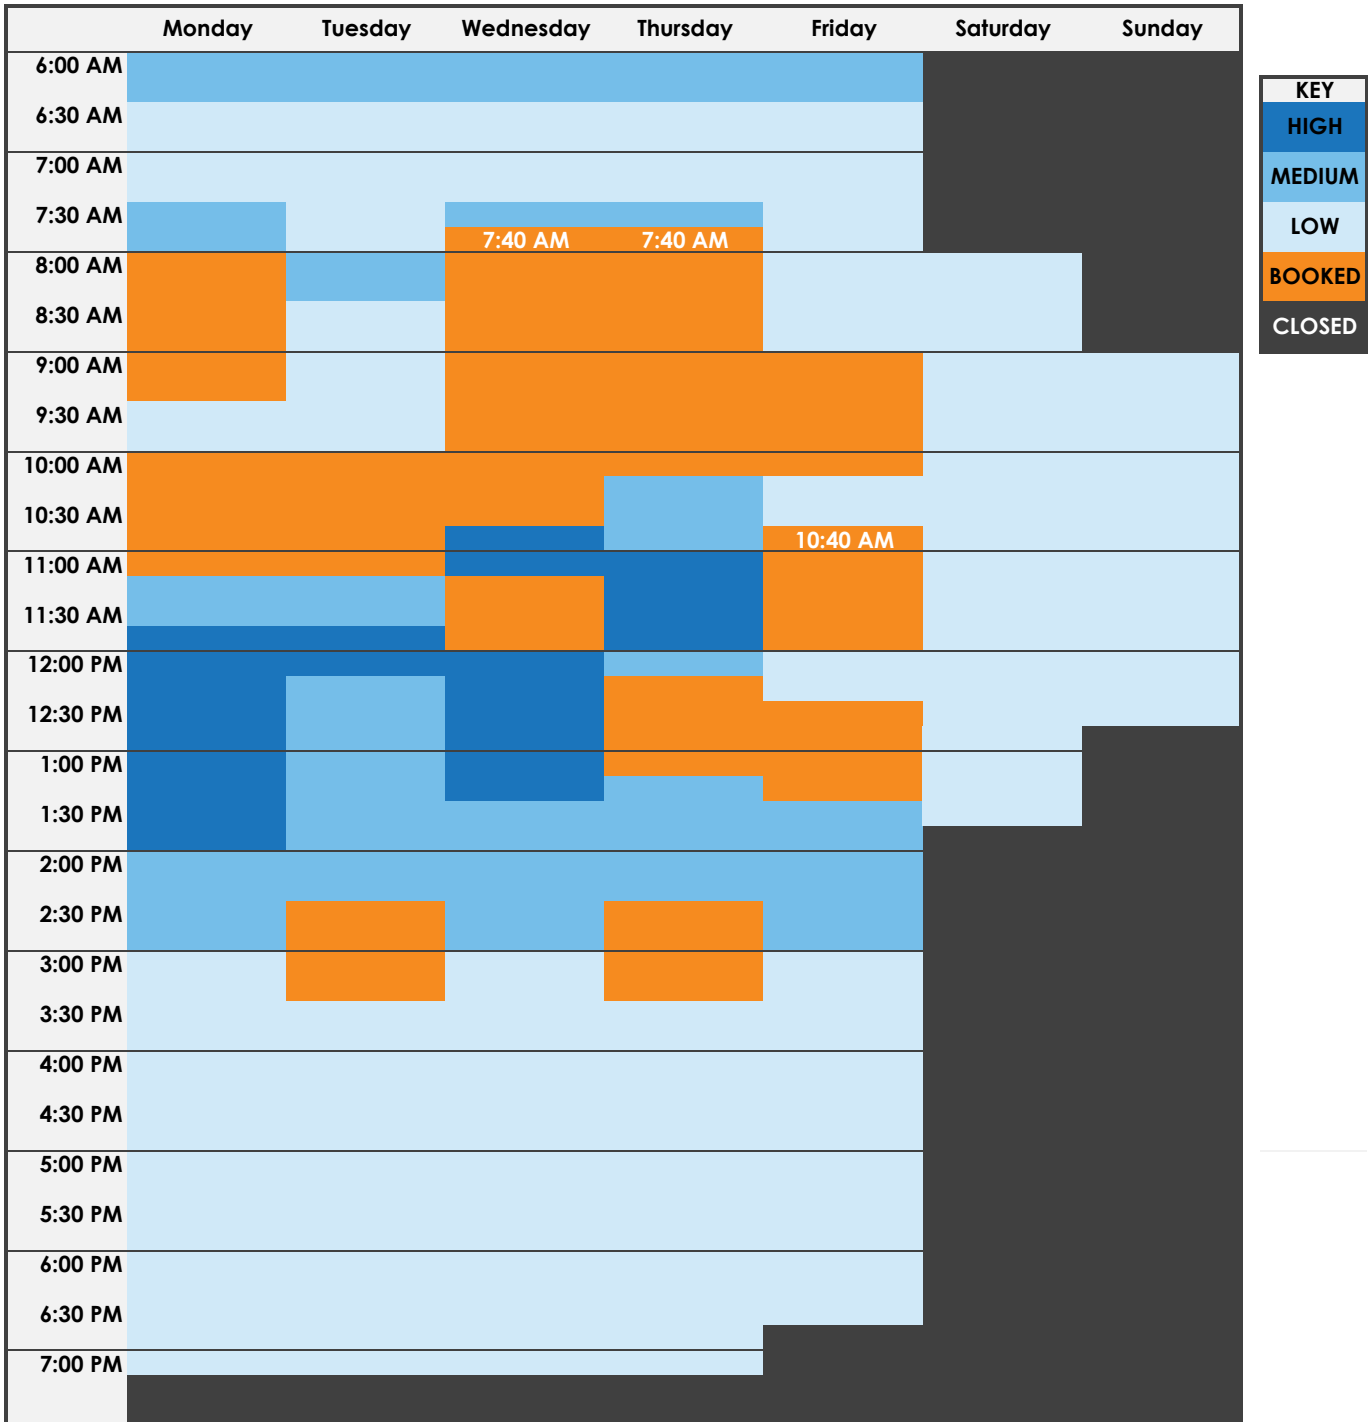 Monday Tuesday Wednesday Thursday Friday Saturday Sunday
6:00 AM
6:30 AM
7:00 AM
7:30 AM
7:40 AM 7:40 AM
8:00 AM
8:30 AM
9:00 AM
9:30 AM
10:00 AM
10:30 AM
10:40 AM
11:00 AM
11:30 AM
12:00 PM
12:30 PM
1:00 PM
1:30 PM
2:00 PM
2:30 PM
3:00 PM
3:30 PM
4:00 PM
4:30 PM
5:00 PM
5:30 PM
6:00 PM
6:30 PM
7:00 PM
KEY
HIGH
MEDIUM
LOW
BOOKED
CLOSED